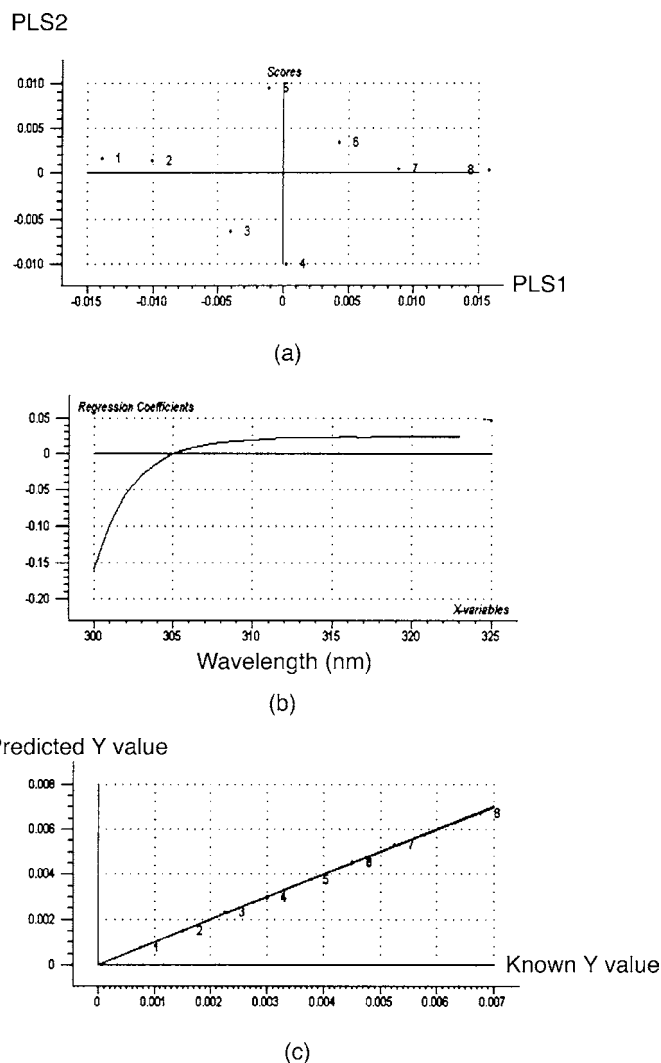 PLS2
Scores
0.010
0.005
0
-0.005
-0.010
1
2
3
4
5
6
7
8
-0.015 -0.010 -0.005 0 0.005 0.010 0.015
PLS1
(a)
Regression Coefficients
0.05
0
-0.05
-0.10
-0.15
-0.20
X-variables
300 305 310 315 320 325
Wavelength (nm)
(b)
Predicted Y value
0.008
0.006
0.004
0.002
0
1
2
3
4
5
6
7
8
Known Y value
0 0.001 0.002 0.003 0.004 0.005 0.006 0.007
(c)